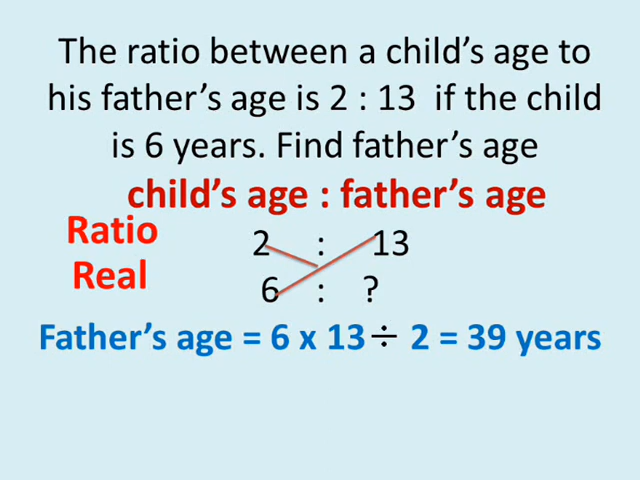 The ratio between a child's age to
his father's age is 2 : 13 if the child
is 6 years. Find father's age
child's age : father's age
Ratio 2 : 13
Real 6 : ?
Father's age = 6 x 13 ÷ 2 = 39 years